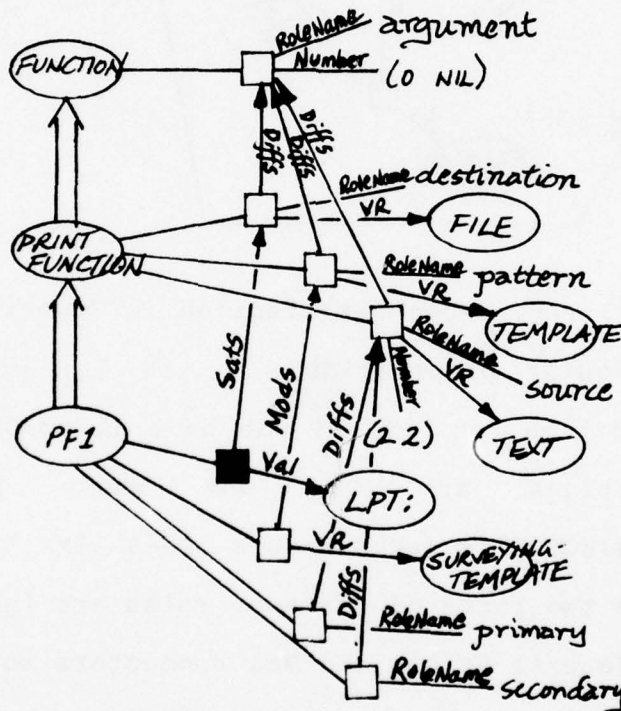 RoleName argument
FUNCTION
Number
(0 NIL)
Diffs
Diffs
Diffs
RoleName destination
VR
FILE
PRINT
FUNCTION
RoleName pattern
VR
TEMPLATE
RoleName
source
Number
VR
Sats
Mods
Diffs
(2 2)
TEXT
PF1
Val
LPT:
VR
SURVEYING-
TEMPLATE
Diffs
RoleName primary
RoleName secondary